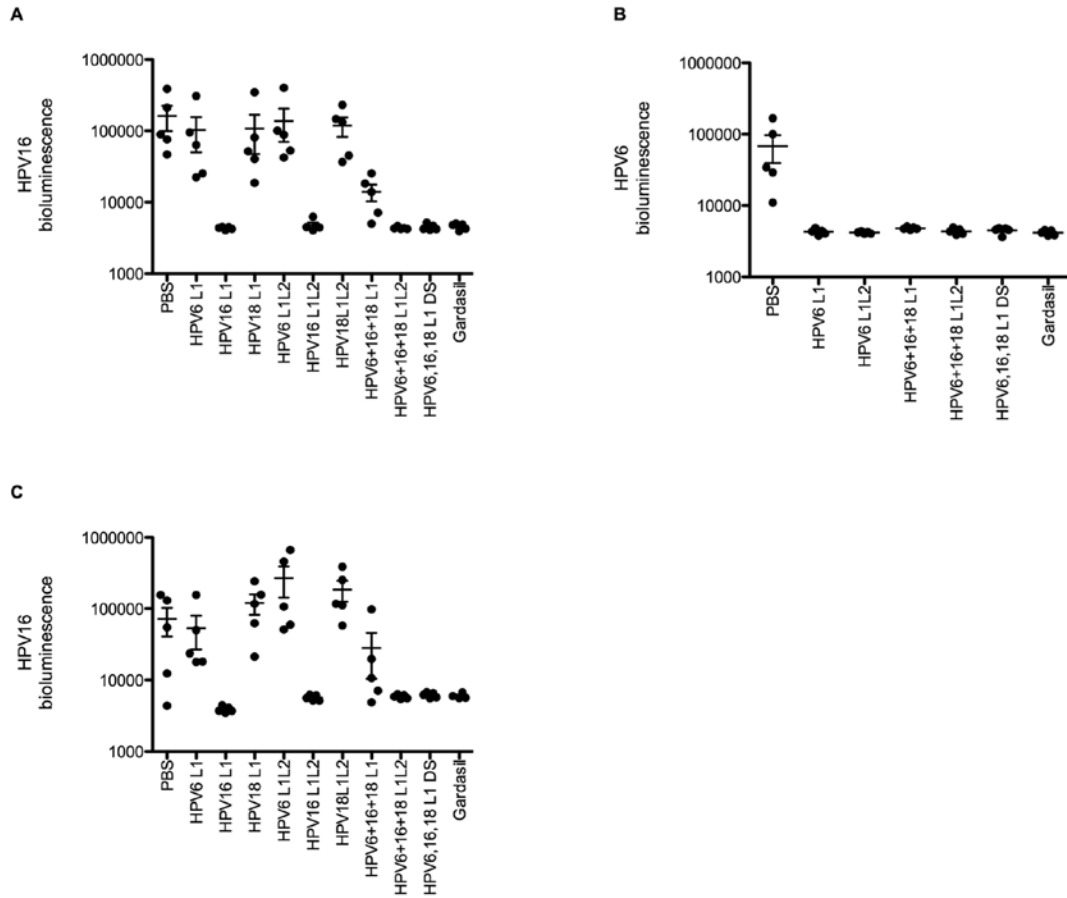 A
HPV16
bioluminescence
1000000
100000
10000
1000
PBS
HPV6 L1
HPV16 L1
HPV18 L1
HPV6 L1L2
HPV16 L1L2
HPV18L1L2
HPV6+16+18 L1
HPV6+16+18 L1L2
HPV6,16,18 L1 DS
Gardasil
B
HPV6
bioluminescence
1000000
100000
10000
1000
PBS
HPV6 L1
HPV6 L1L2
HPV6+16+18 L1
HPV6+16+18 L1L2
HPV6,16,18 L1 DS
Gardasil
C
HPV16
bioluminescence
1000000
100000
10000
1000
PBS
HPV6 L1
HPV16 L1
HPV18 L1
HPV6 L1L2
HPV16 L1L2
HPV18L1L2
HPV6+16+18 L1
HPV6+16+18 L1L2
HPV6,16,18 L1 DS
Gardasil